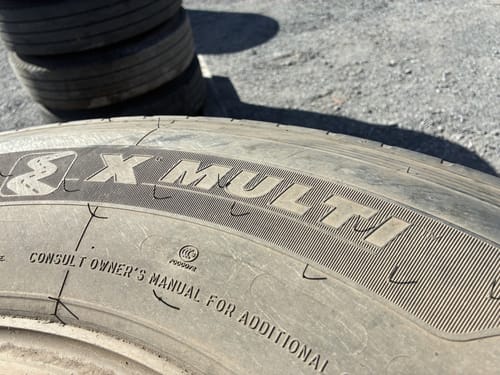 X MULTI
CONSULT OWNER'S MANUAL FOR ADDITIONAL